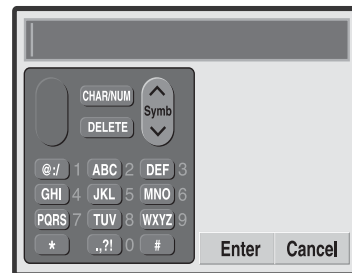 CHAR/NUM
Symb
DELETE
@:/ 1 ABC 2 DEF 3
GHI 4 JKL 5 MNO 6
PQRS 7 TUV 8 WXYZ 9
* .,?! 0 #
Enter Cancel